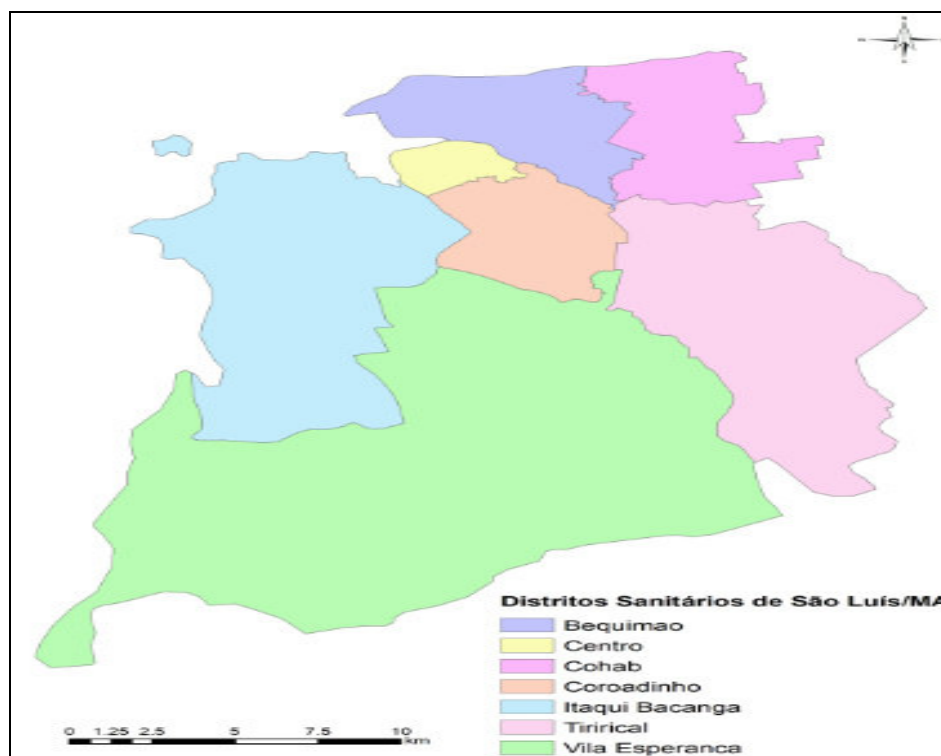 Distritos Sanitários de São Luís/MA
Bequimao
Centro
Cohab
Coroadinho
Itaqui Bacanga
Tirirical
Vila Esperanca
0 1.25 2.5 5 7.5 10
km